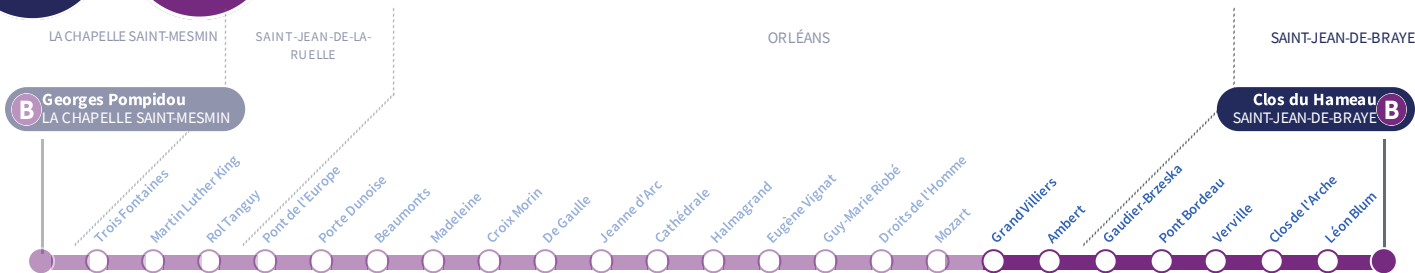 LA CHAPELLE SAINT-MESMIN
SAINT-JEAN-DE-LA-
RUELLE
ORLÉANS
SAINT-JEAN-DE-BRAYE
B
Georges Pompidou
LA CHAPELLE SAINT-MESMIN
Clos du Hameau
SAINT-JEAN-DE-BRAYE
B
Trois Fontaines
Martin Luther King
Rol Tanguy
Pont de l'Europe
Porte Dunoise
Beaumonts
Madeleine
Croix Morin
De Gaulle
Jeanne d'Arc
Cathédrale
Halmagrand
Eugène Vignat
Guy-Marie Riobé
Droits de l'Homme
Mozart
Grand Villiers
Ambert
Gaudier-Brzeska
Pont Bordeau
Verville
Clos de l'Arche
Léon Blum